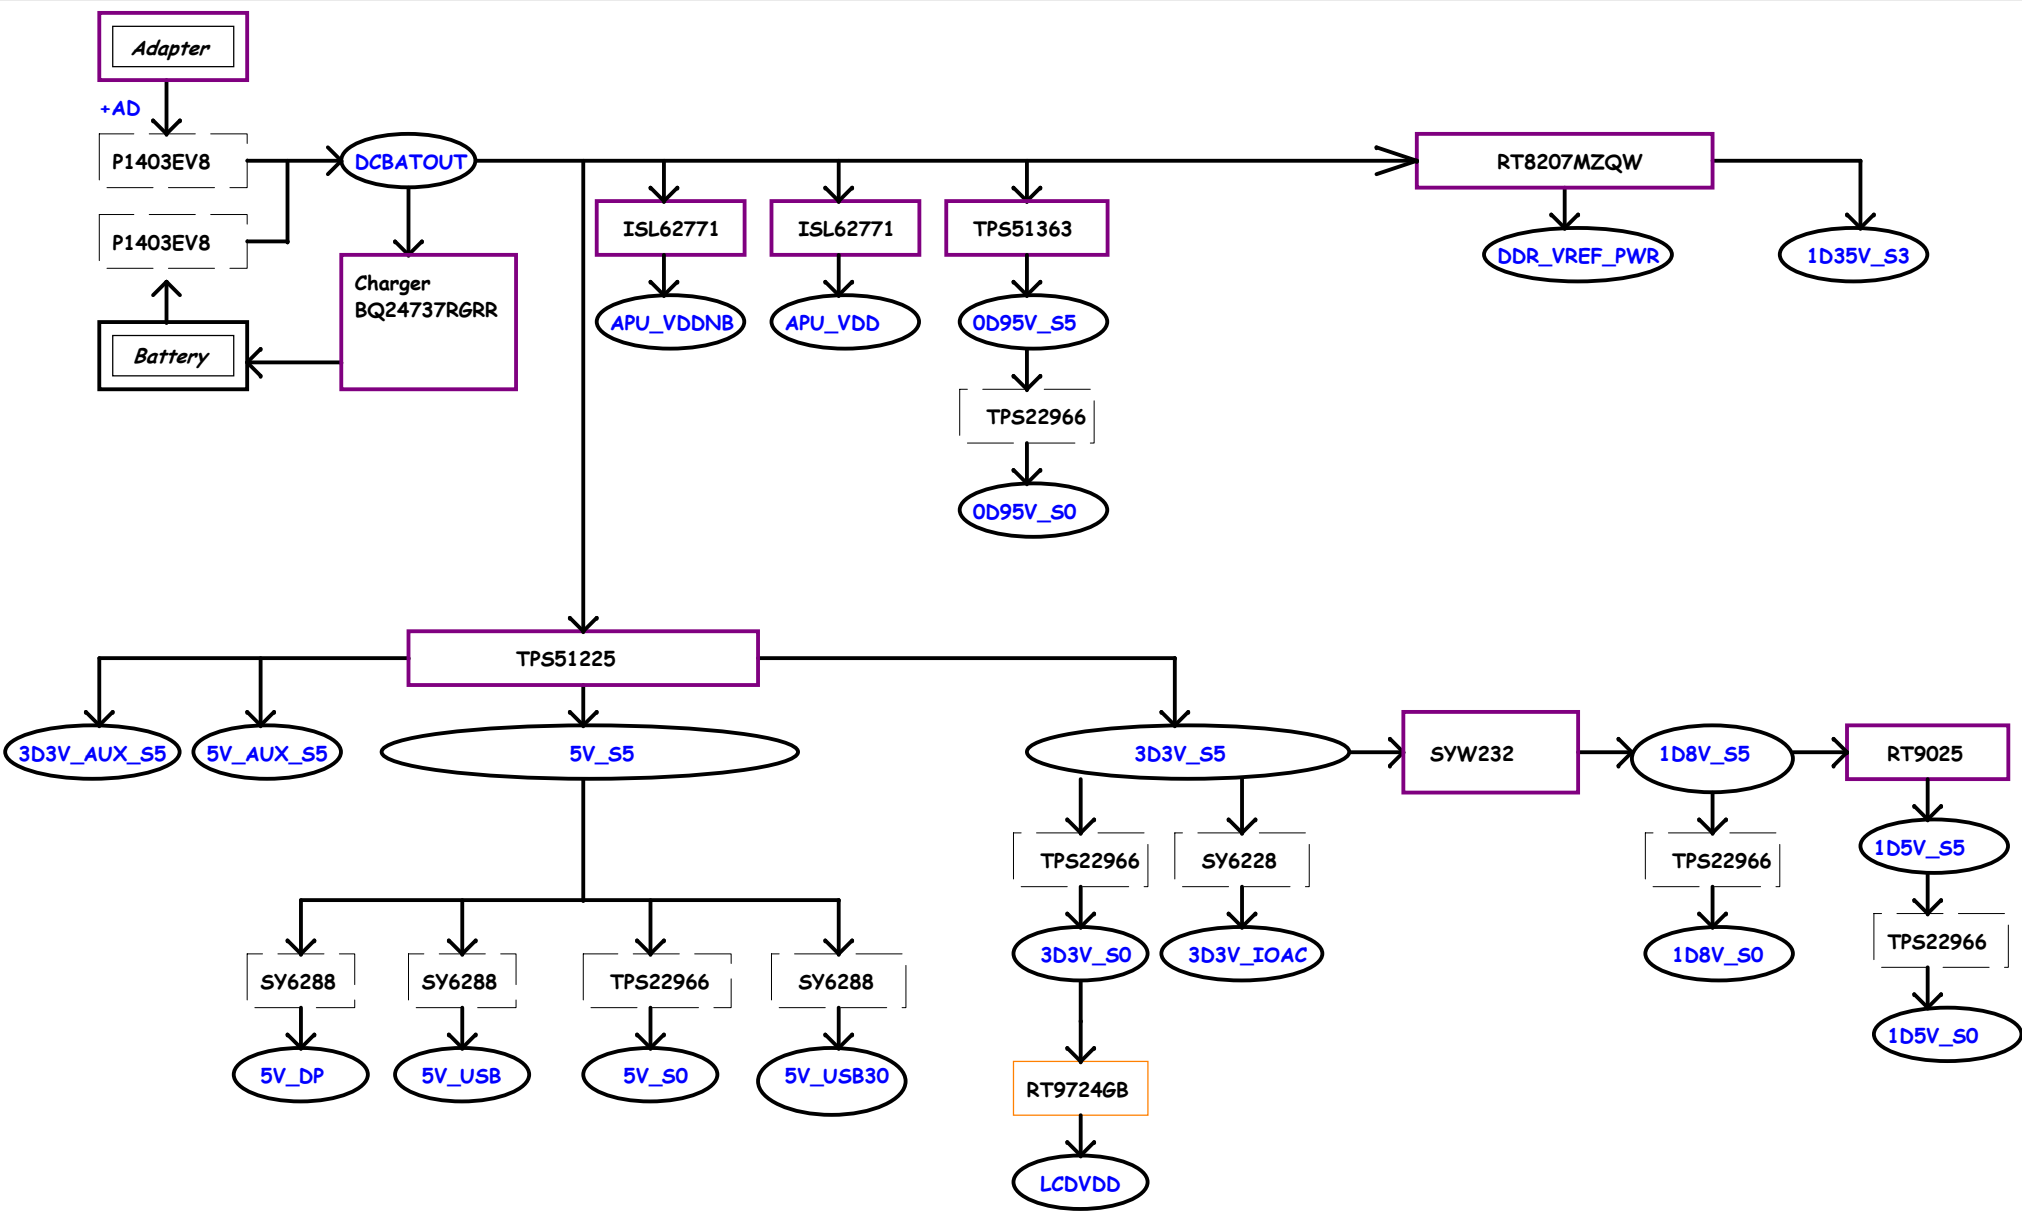 Adapter
+AD
P1403EV8
DCBATOUT
RT8207MZQW
P1403EV8
ISL62771
ISL62771
TPS51363
DDR_VREF_PWR
1D35V_S3
Charger
BQ24737RGRR
APU_VDDNB
APU_VDD
0D95V_S5
Battery
TPS22966
0D95V_S0
TPS51225
3D3V_AUX_S5
5V_AUX_S5
5V_S5
3D3V_S5
SYW232
1D8V_S5
RT9025
TPS22966
SY6228
TPS22966
1D5V_S5
3D3V_S0
3D3V_IOAC
1D8V_S0
TPS22966
SY6288
SY6288
TPS22966
SY6288
1D5V_S0
5V_DP
5V_USB
5V_S0
5V_USB30
RT9724GB
LCDVDD